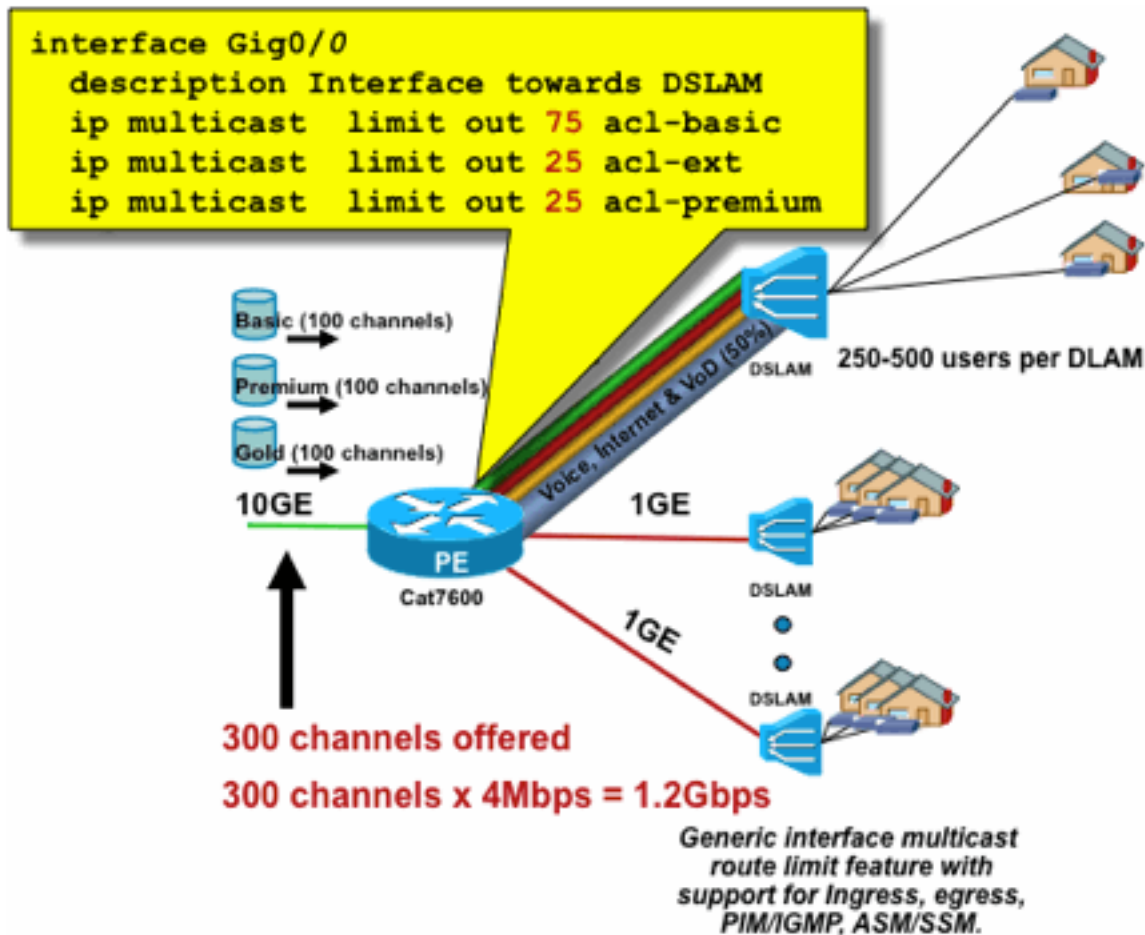 interface Gig0/0
description Interface towards DSLAM
ip multicast limit out 75 acl-basic
ip multicast limit out 25 acl-ext
ip multicast limit out 25 acl-premium
Basic (100 channels)
Premium (100 channels)
Gold (100 channels)
10GE
PE
Cat7600
Voice, Internet & VoD (50%)
DSLAM
250-500 users per DLAM
1GE
DSLAM
1GE
DSLAM
300 channels offered
300 channels x 4Mbps = 1.2Gbps
Generic interface multicast
route limit feature with
support for Ingress, egress,
PIM/IGMP, ASM/SSM.